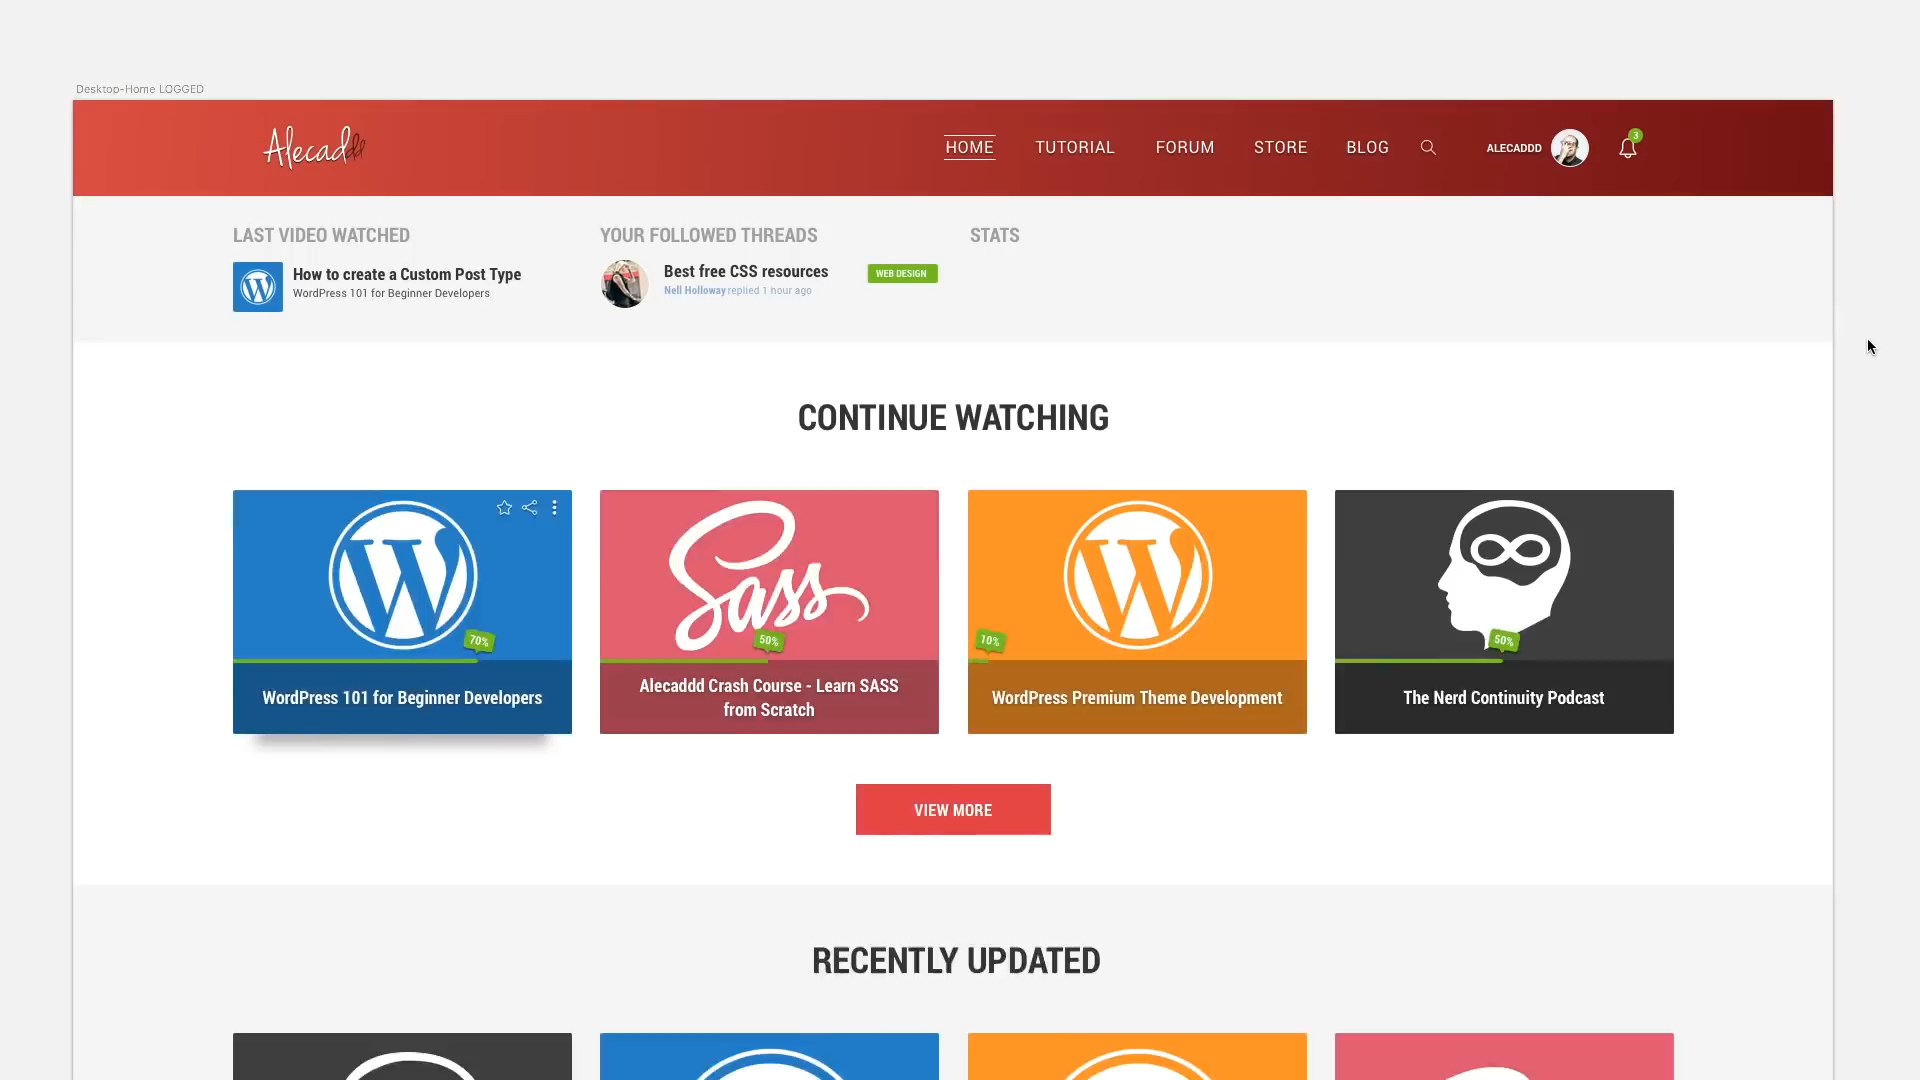 Desktop-Home LOGGED
Alecaddd
HOME
TUTORIAL
FORUM
STORE
BLOG
ALECADDD
3
LAST VIDEO WATCHED
How to create a Custom Post Type
WordPress 101 for Beginner Developers
YOUR FOLLOWED THREADS
Best free CSS resources
Nell Holloway replied 1 hour ago
WEB DESIGN
STATS
CONTINUE WATCHING
70%
WordPress 101 for Beginner Developers
Sass
50%
Alecaddd Crash Course - Learn SASS
from Scratch
10%
WordPress Premium Theme Development
50%
The Nerd Continuity Podcast
VIEW MORE
RECENTLY UPDATED